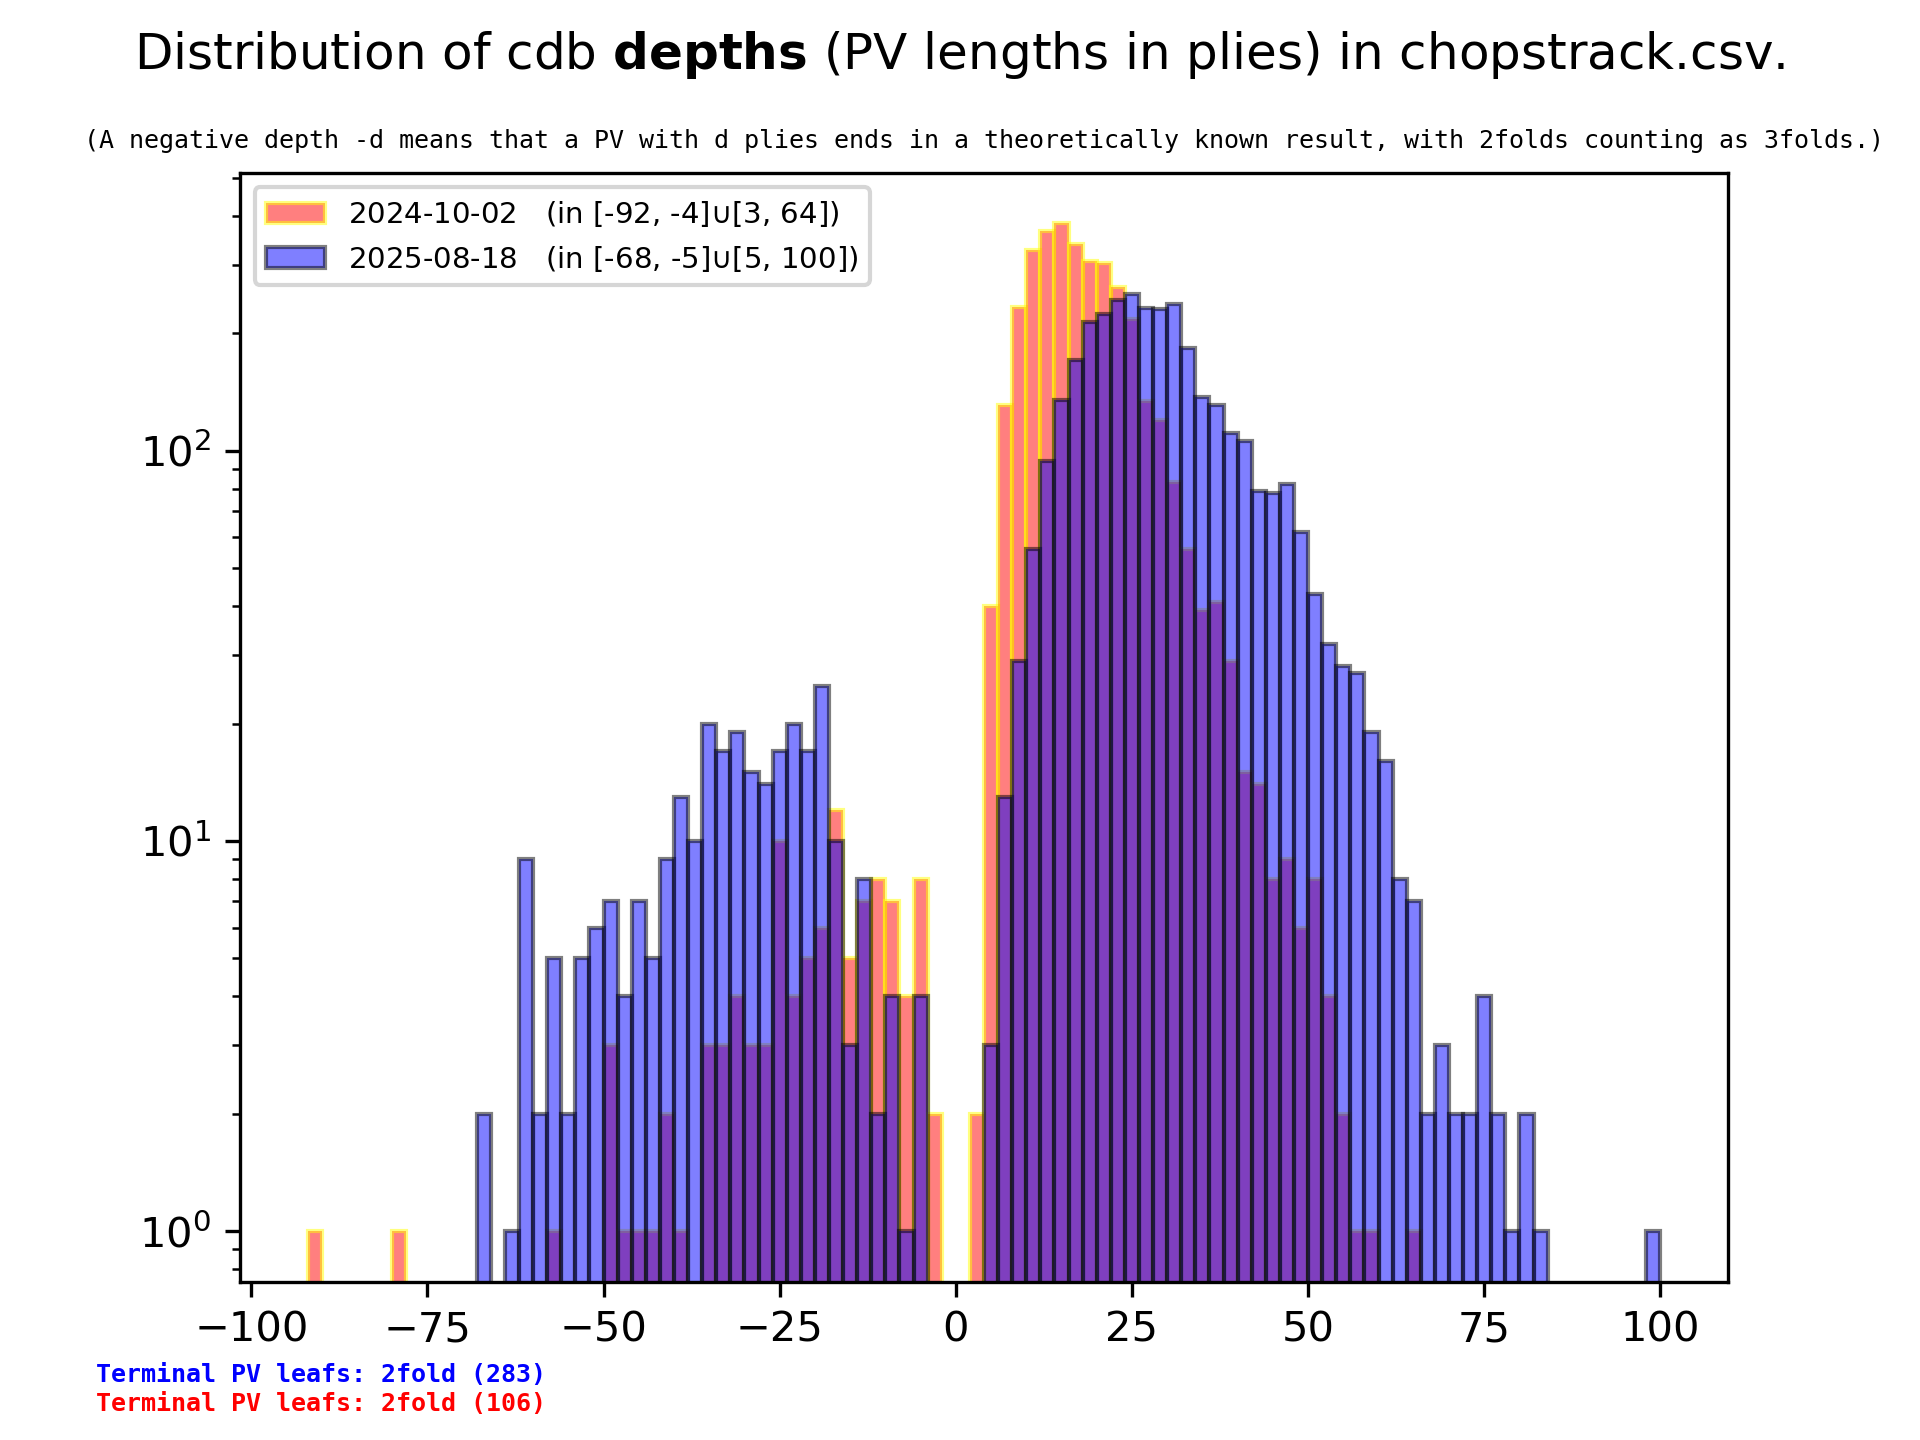 Distribution of cdb depths (PV lengths in plies) in chopstrack.csv.
(A negative depth -d means that a PV with d plies ends in a theoretically known result, with 2folds counting as 3folds.)
2024-10-02 (in [-92, -4]∪[3, 64])
2025-08-18 (in [-68, -5]∪[5, 100])
10²
10¹
10⁰
−100 −75 −50 −25 0 25 50 75 100
Terminal PV leafs: 2fold (283)
Terminal PV leafs: 2fold (106)